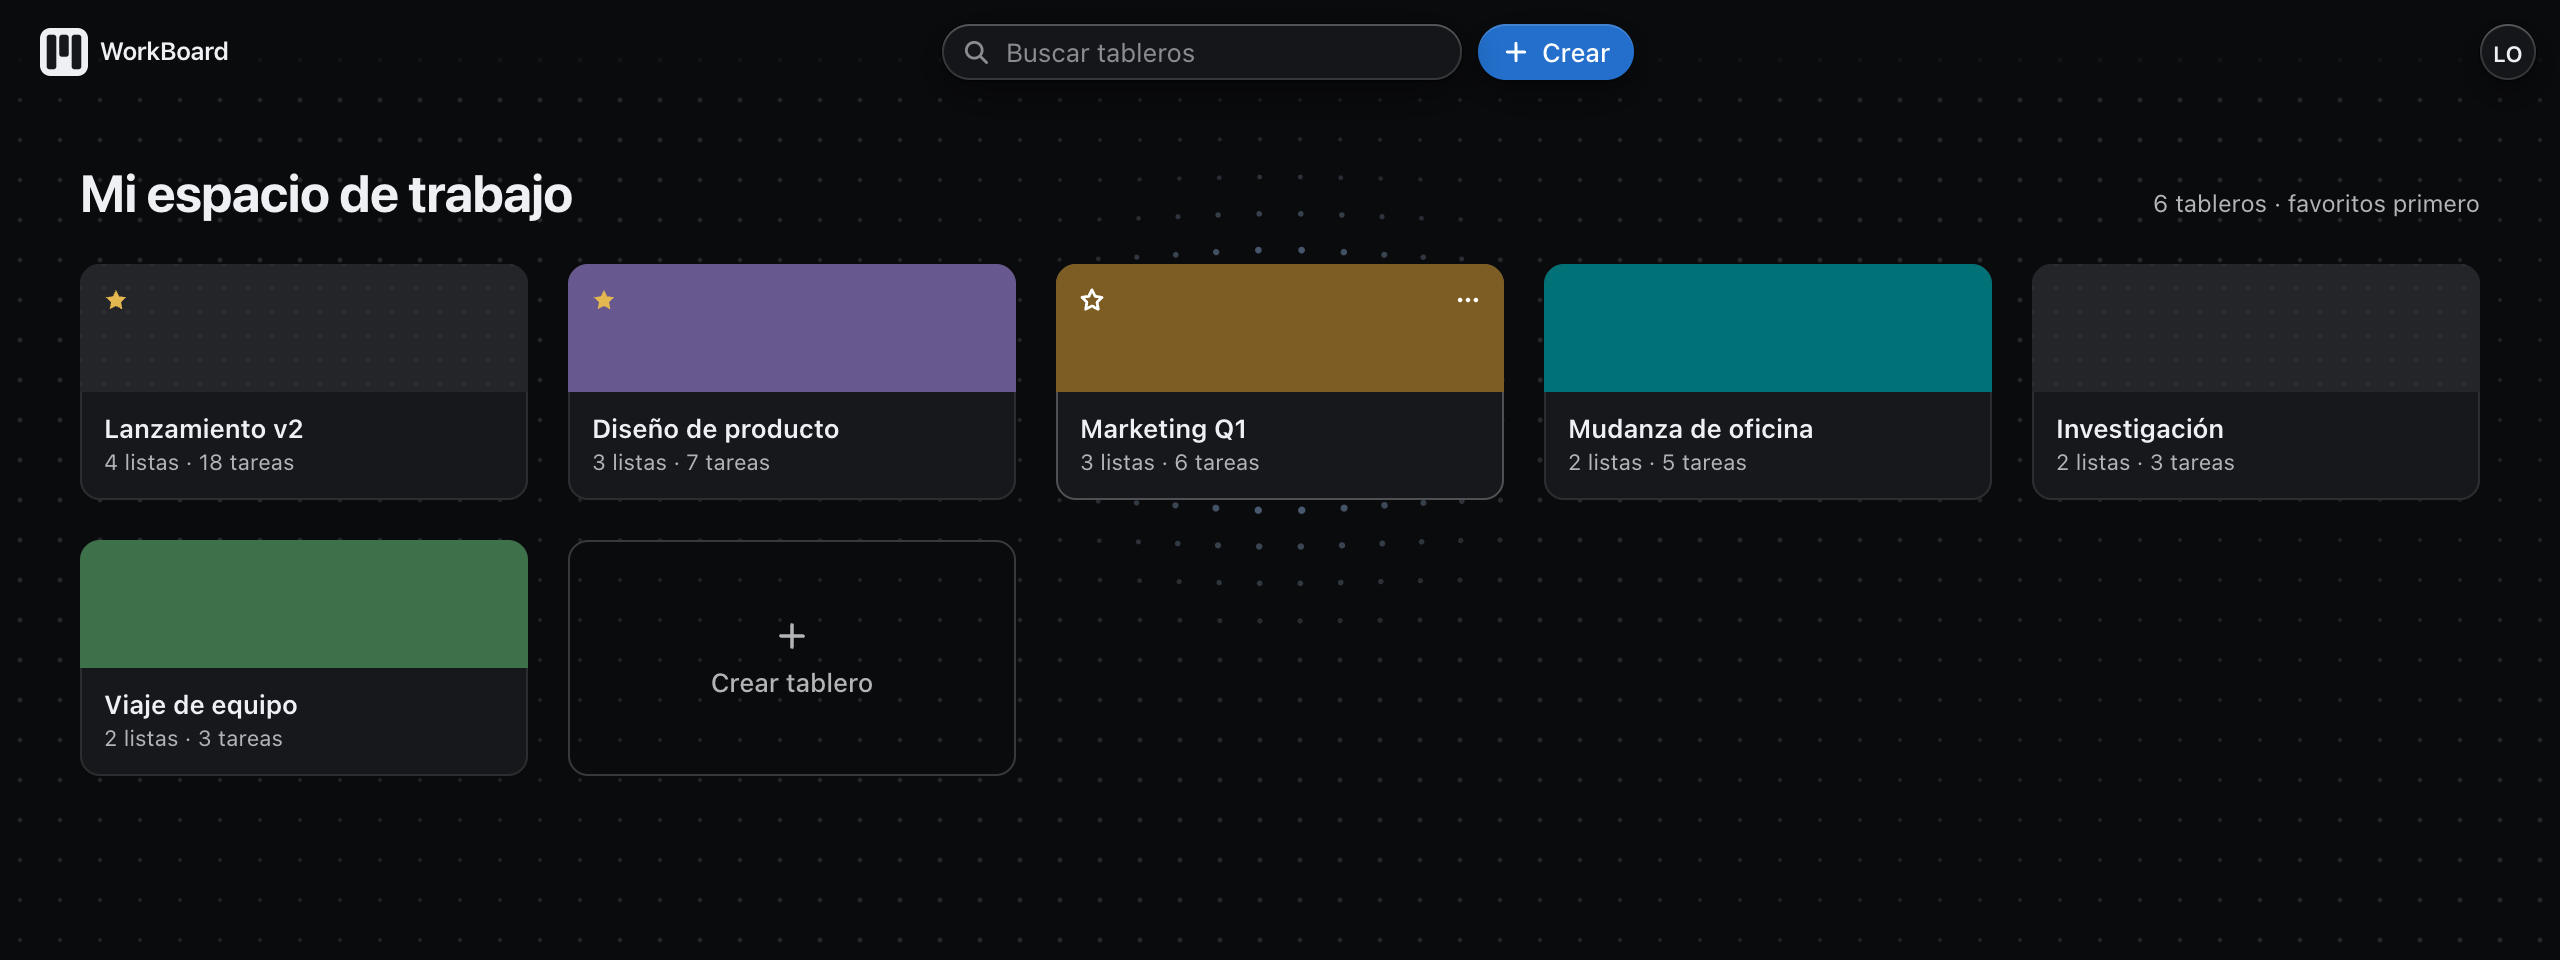 WorkBoard
Buscar tableros
Crear
LO
Mi espacio de trabajo
6 tableros · favoritos primero
Lanzamiento v2
4 listas · 18 tareas
Diseño de producto
3 listas · 7 tareas
Marketing Q1
3 listas · 6 tareas
Mudanza de oficina
2 listas · 5 tareas
Investigación
2 listas · 3 tareas
Viaje de equipo
2 listas · 3 tareas
Crear tablero